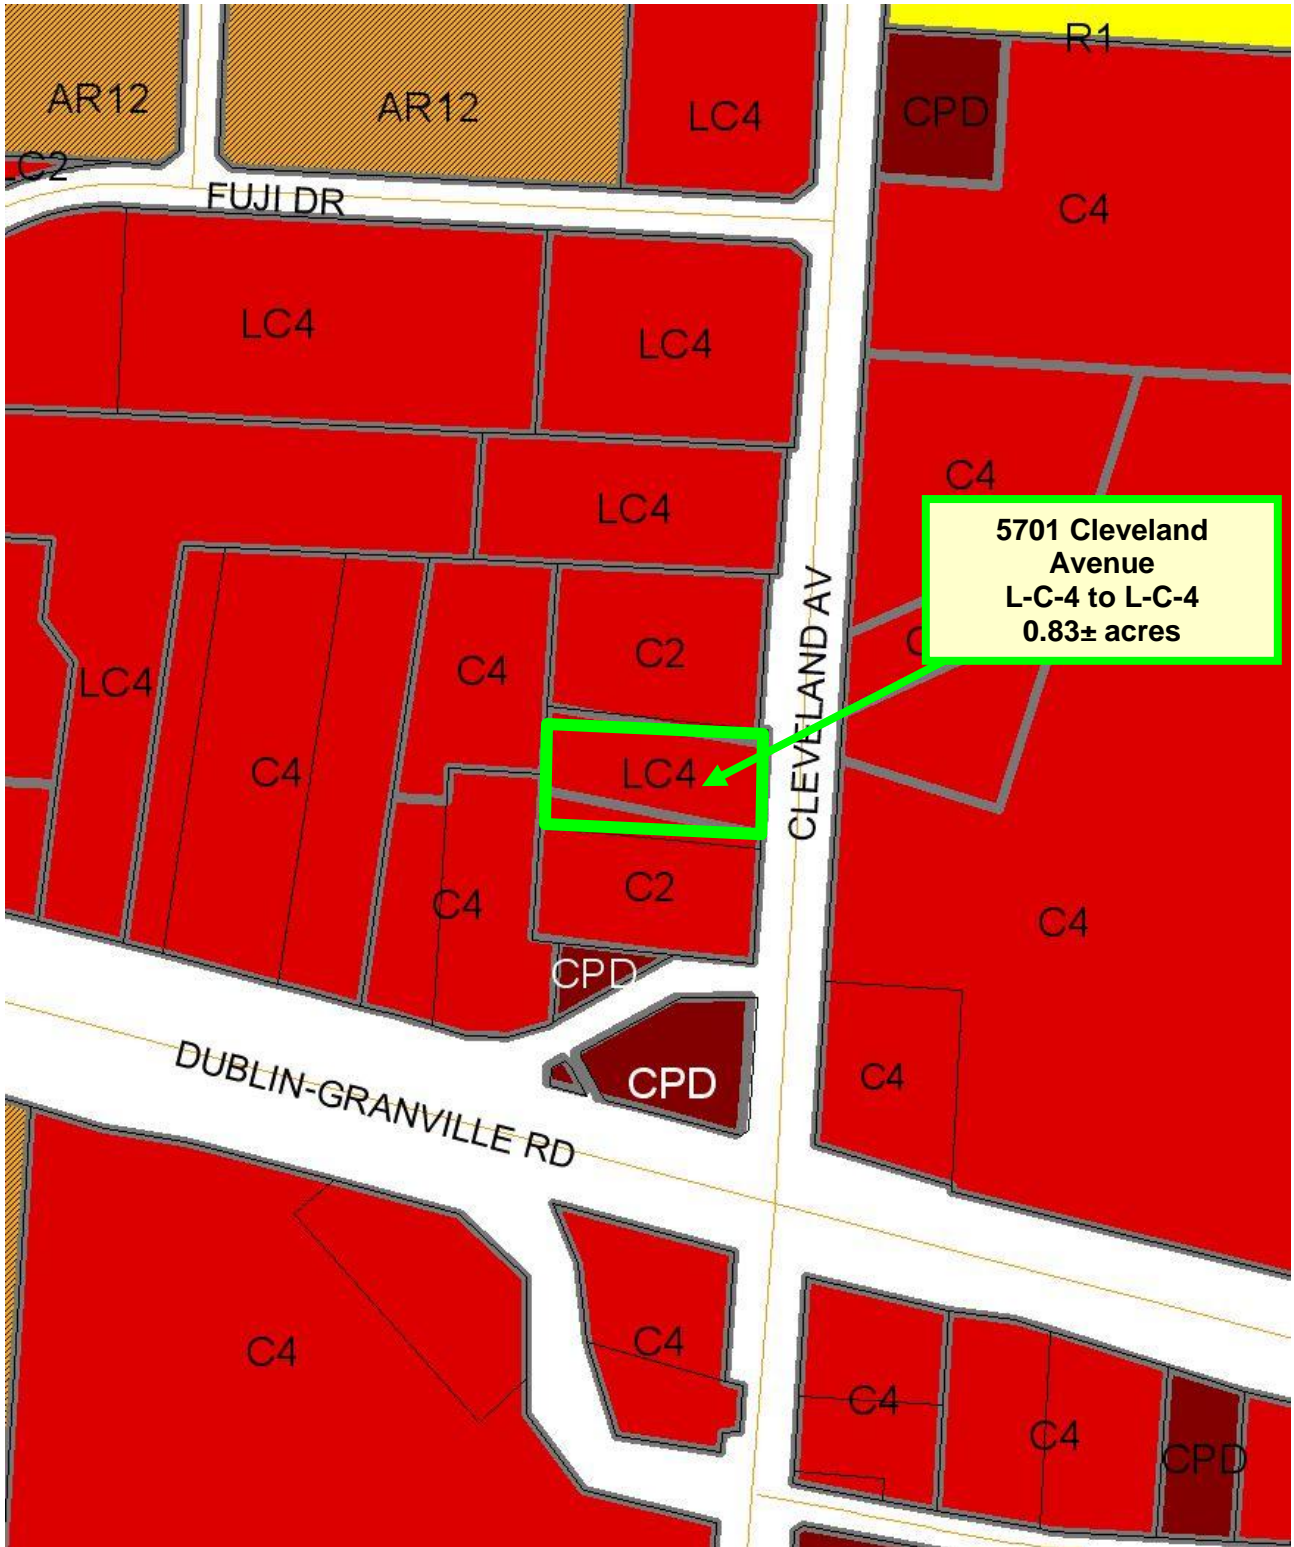 R1
AR12
AR12
LC4
CPD
C2
FUJI DR
C4
LC4
LC4
C4
LC4
5701 Cleveland
Avenue
L-C-4 to L-C-4
0.83± acres
CLEVELAND AV
C2
C4
LC4
C4
LC4
C2
C4
C4
CPD
CPD
C4
DUBLIN-GRANVILLE RD
C4
C4
C4
C4
CPD